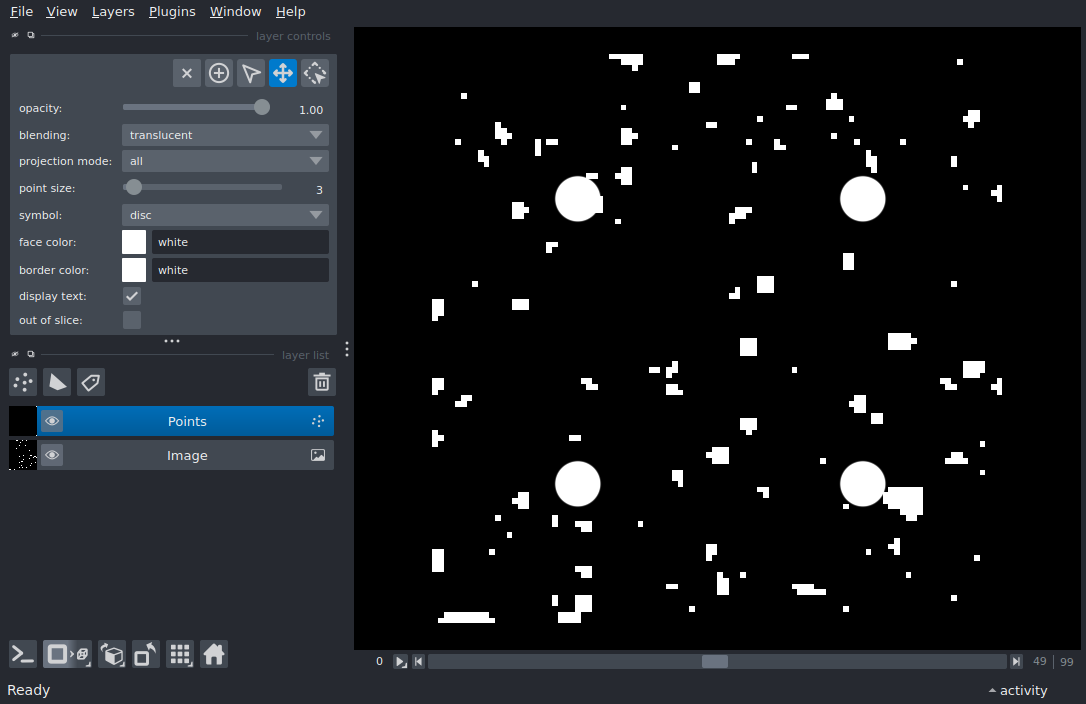 File View Layers Plugins Window Help
layer controls
opacity: 1.00
blending: translucent
projection mode: all
point size: 3
symbol: disc
face color: white
border color: white
display text:
out of slice:
layer list
Points
Image
0 49 99
Ready activity